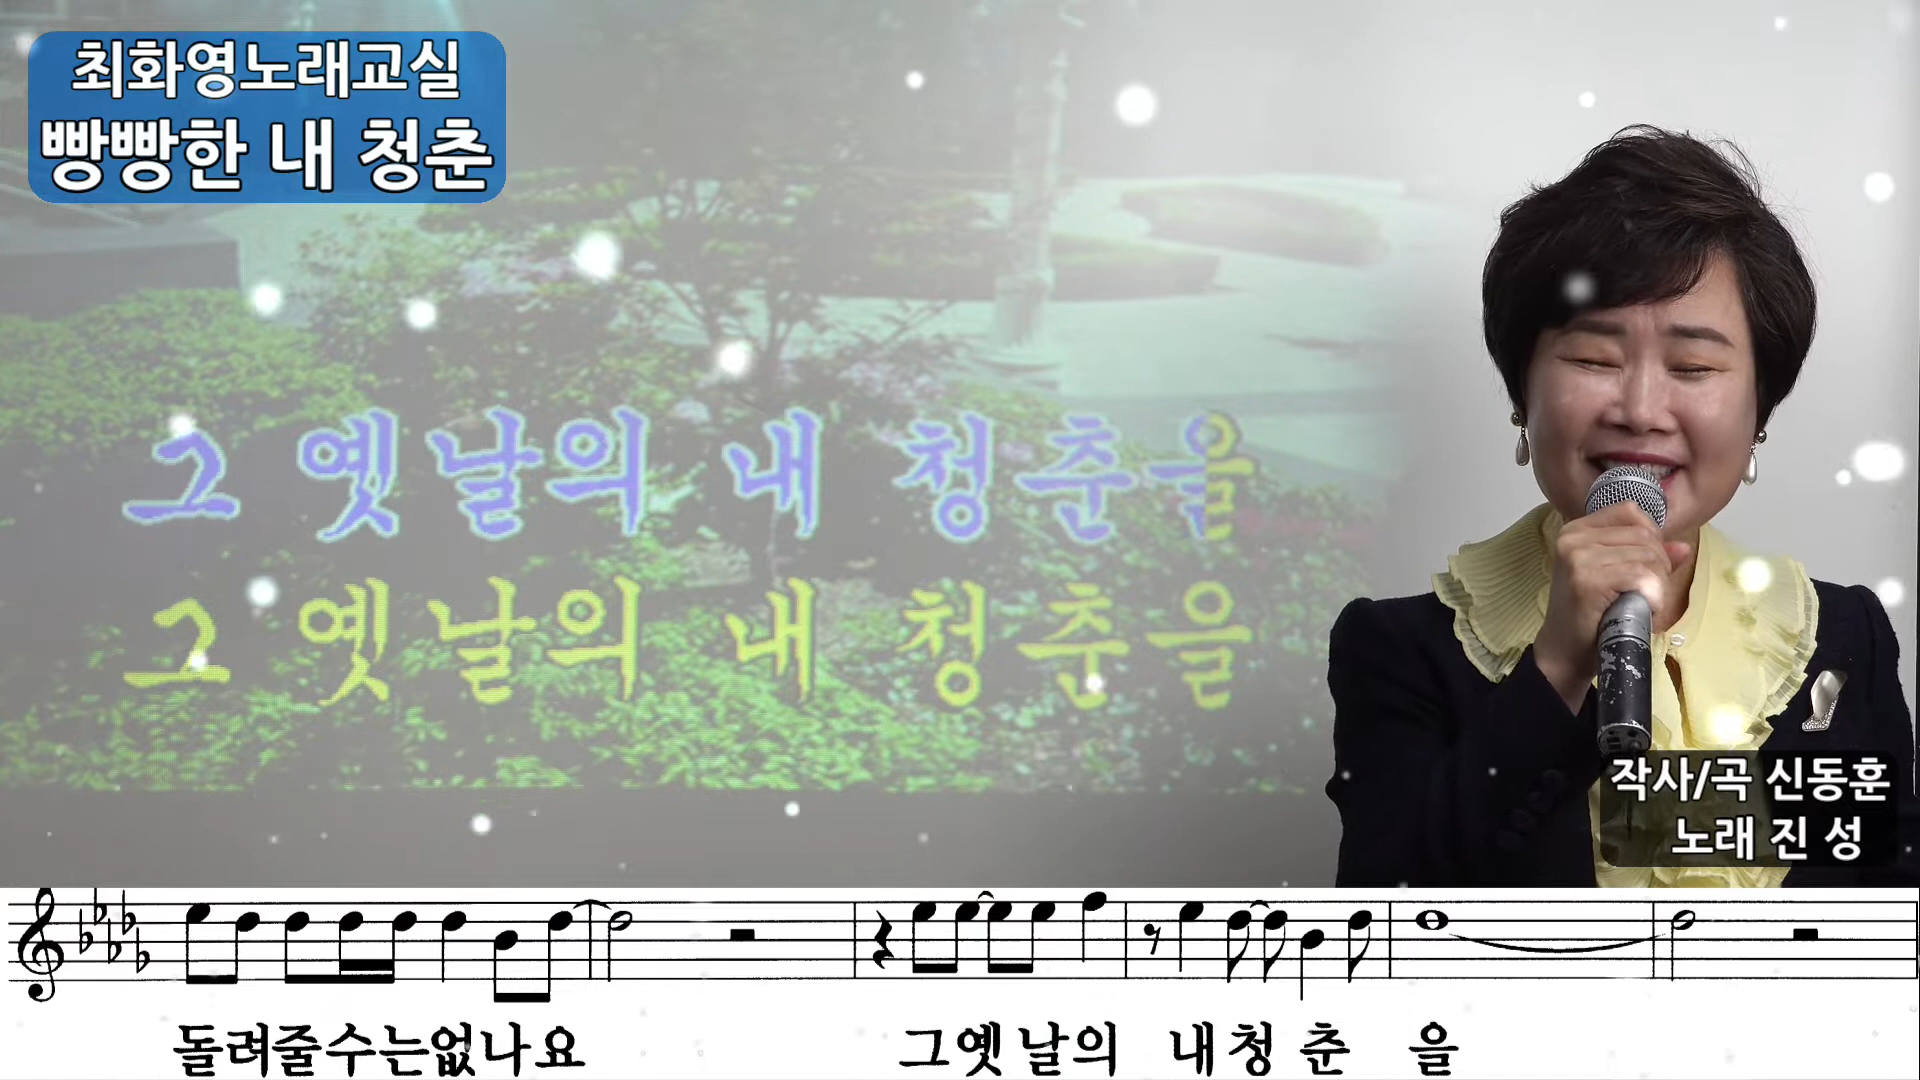 최화영노래교실
빵빵한 내 청춘
그 옛날의 내 청춘을
그 옛날의 내 청춘을
작사/곡 신동훈
노래 진 성
돌려줄수는없나요 그옛날의 내청춘을